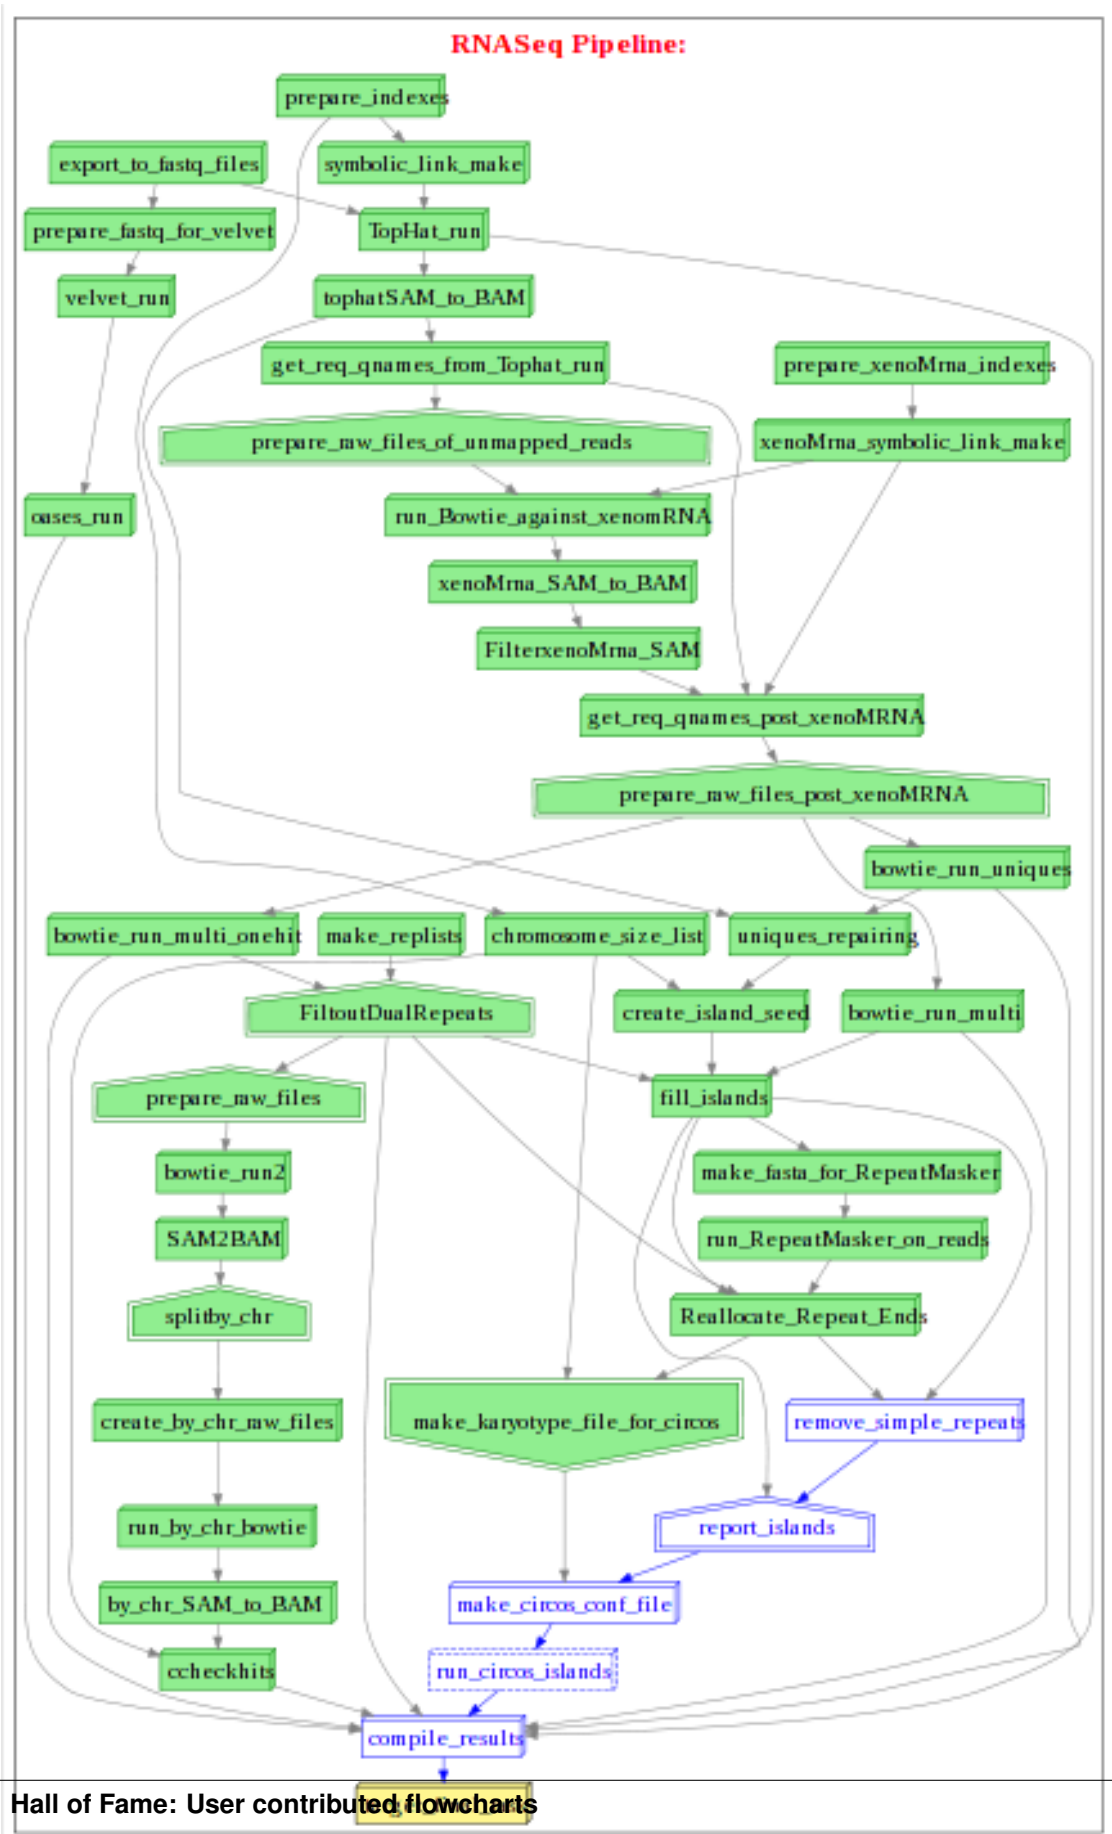 RNASeq Pipeline:
prepare_indexes
export_to_fastq_files
symbolic_link_make
prepare_fastq_for_velvet
TopHat_run
velvet_run
tophatSAM_to_BAM
get_req_qnames_from_Tophat_run
prepare_xenoMrna_indexes
prepare_raw_files_of_unmapped_reads
xenoMrna_symbolic_link_make
oases_run
run_Bowtie_against_xenomRNA
xenoMrna_SAM_to_BAM
FilterxenoMrna_SAM
get_req_qnames_post_xenoMRNA
prepare_raw_files_post_xenoMRNA
bowtie_run_uniques
bowtie_run_multi_onehit
make_replists
chromosome_size_list
uniques_repairing
FiltoutDualRepeats
create_island_seed
bowtie_run_multi
prepare_raw_files
fill_islands
bowtie_run2
make_fasta_for_RepeatMasker
SAM2BAM
run_RepeatMasker_on_reads
splitby_chr
Reallocate_Repeat_Ends
create_by_chr_raw_files
make_karyotype_file_for_circos
remove_simple_repeats
run_by_chr_bowtie
report_islands
by_chr_SAM_to_BAM
make_circos_conf_file
ccheckhits
run_circos_islands
compile_results
Hall of Fame: User contributed flowcharts